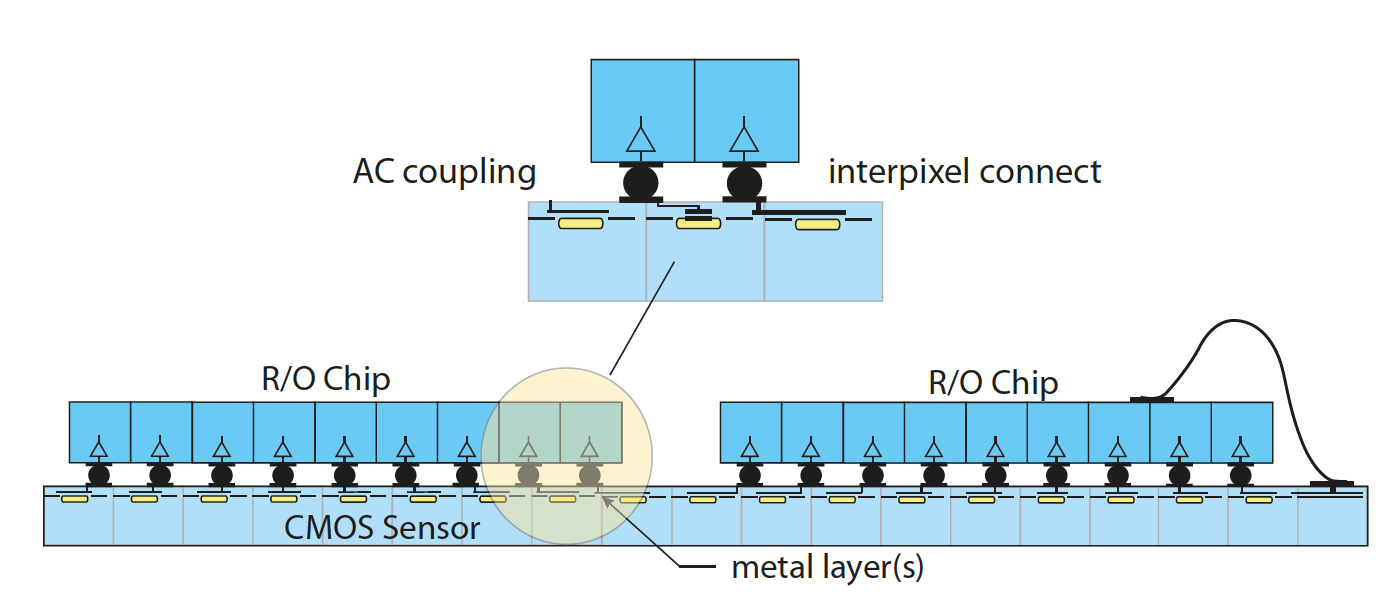 AC coupling
interpixel connect
R/O Chip
R/O Chip
CMOS Sensor
metal layer(s)